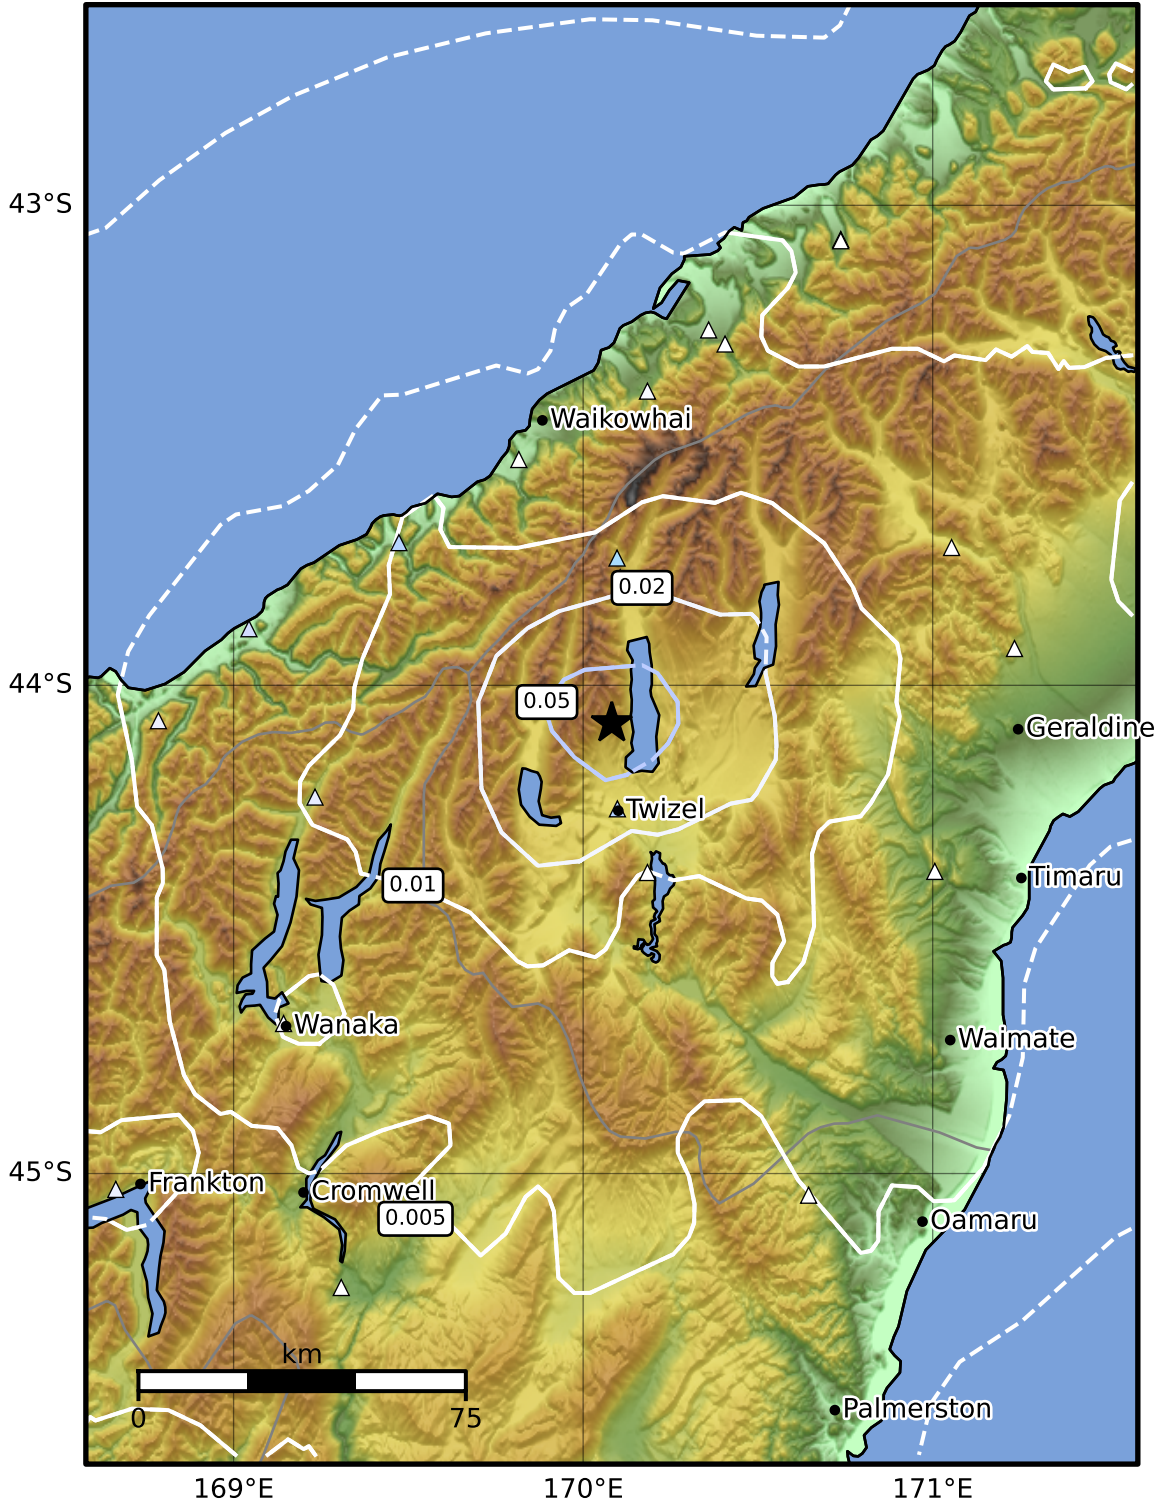 43°S
Waikowhai
0.02
44°S
0.05
Geraldine
Twizel
Timaru
0.01
Wanaka
Waimate
45°S
Frankton
Cromwell
0.005
Oamaru
km
0
75
Palmerston
169°E
170°E
171°E